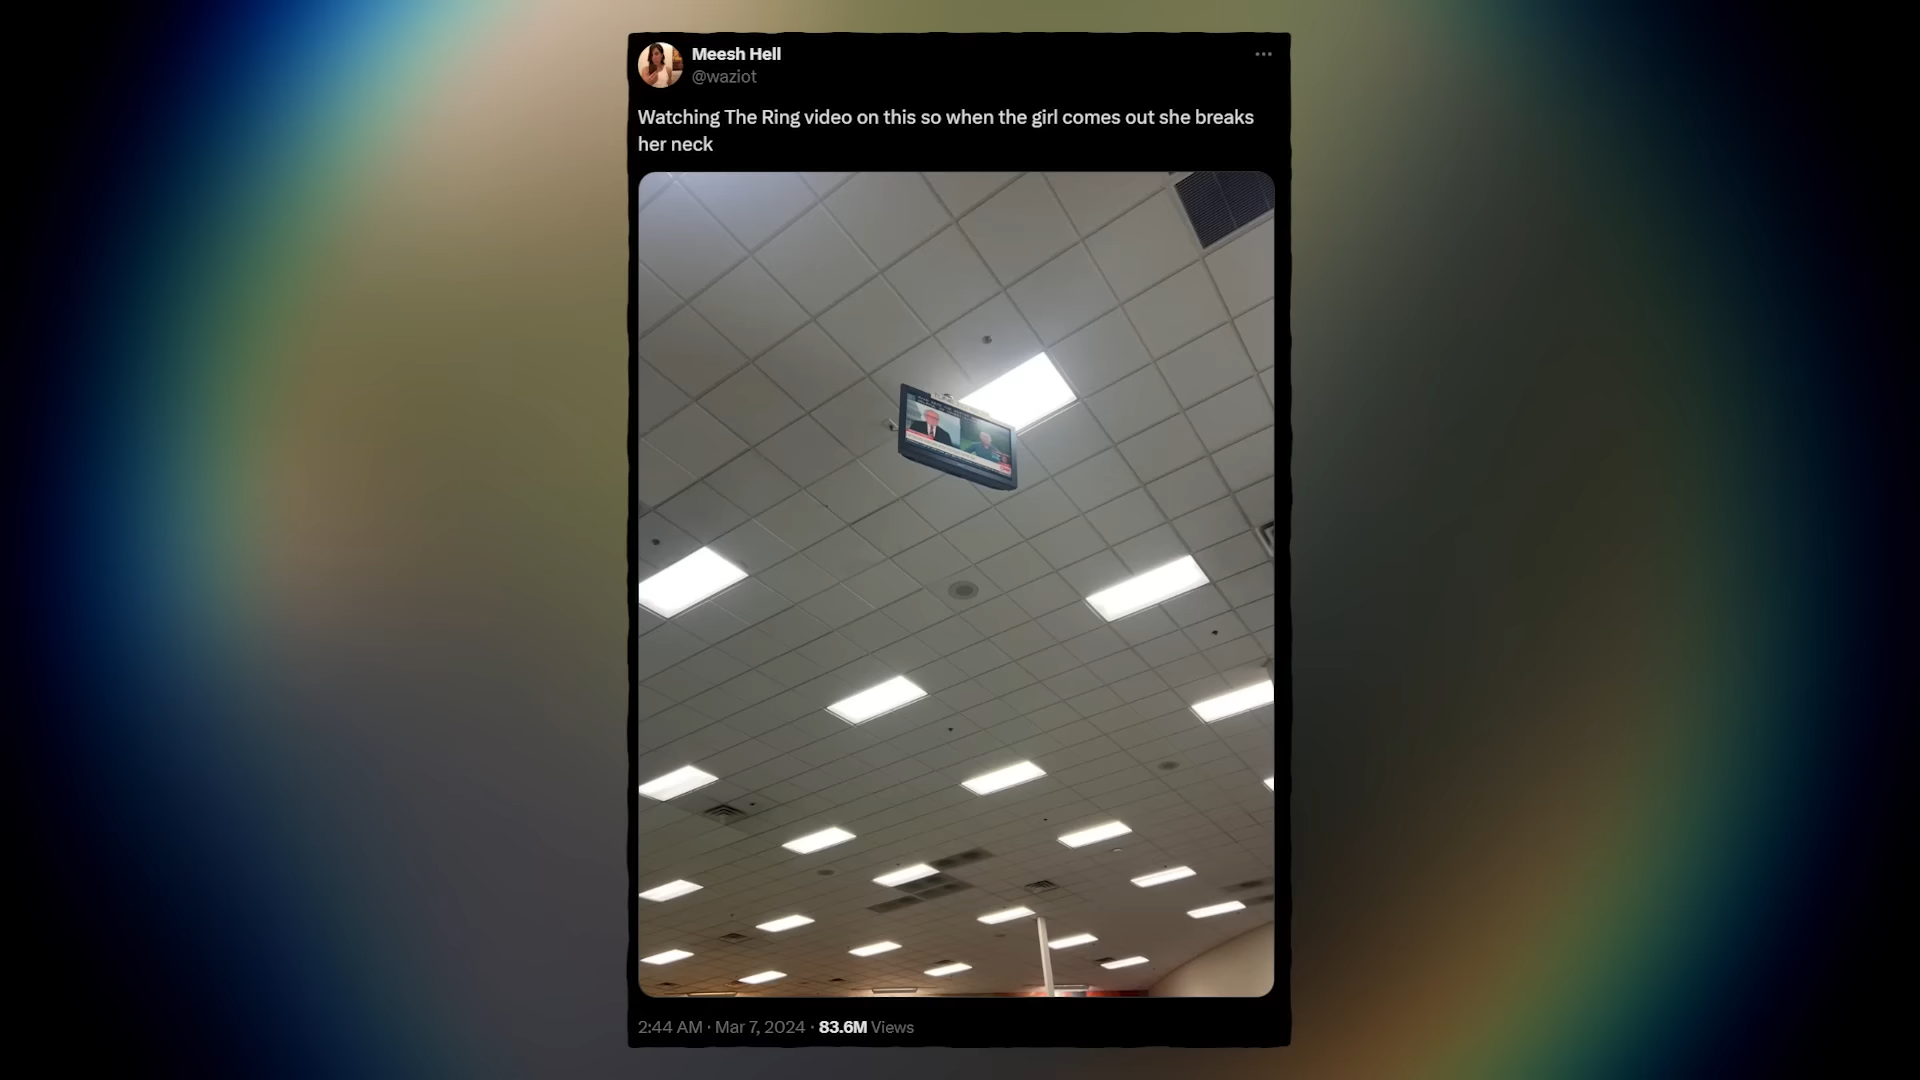 Meesh Hell
@waziot
Watching The Ring video on this so when the girl comes out she breaks
her neck
2:44 AM · Mar 7, 2024 · 83.6M Views